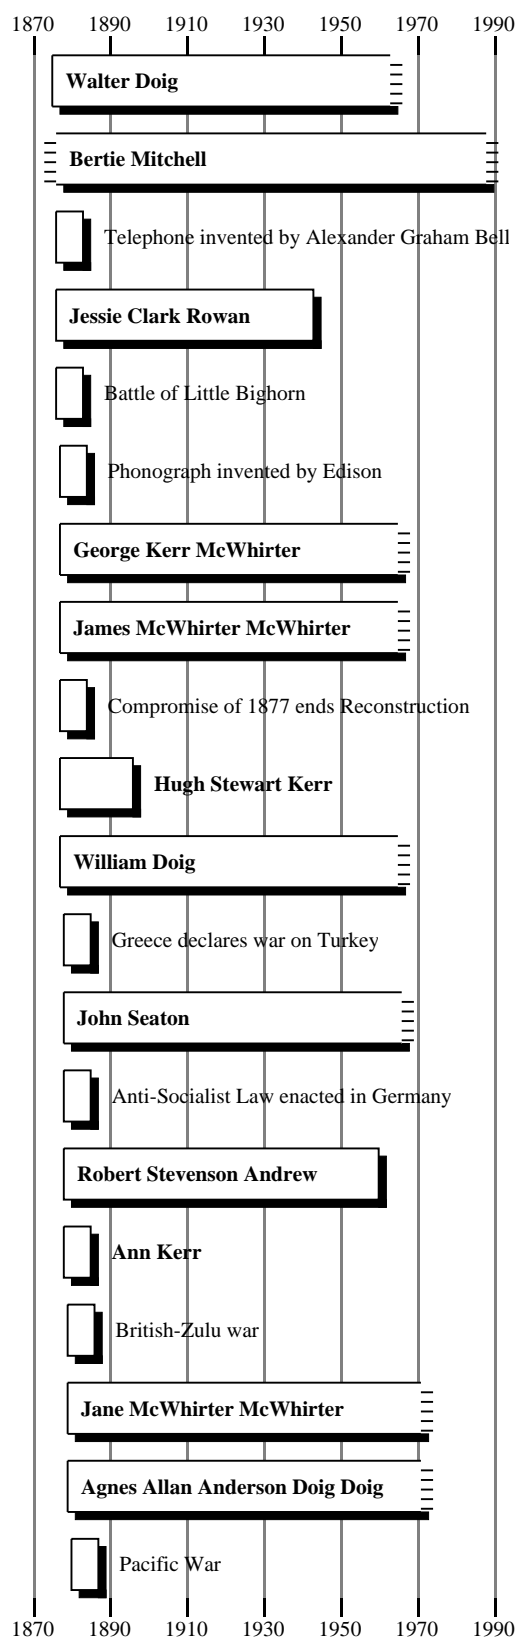 1870 1890 1910 1930 1950 1970 1990
Walter Doig
Bertie Mitchell
Telephone invented by Alexander Graham Bell
Jessie Clark Rowan
Battle of Little Bighorn
Phonograph invented by Edison
George Kerr McWhirter
James McWhirter McWhirter
Compromise of 1877 ends Reconstruction
Hugh Stewart Kerr
William Doig
Greece declares war on Turkey
John Seaton
Anti-Socialist Law enacted in Germany
Robert Stevenson Andrew
Ann Kerr
British-Zulu war
Jane McWhirter McWhirter
Agnes Allan Anderson Doig Doig
Pacific War
1870 1890 1910 1930 1950 1970 1990